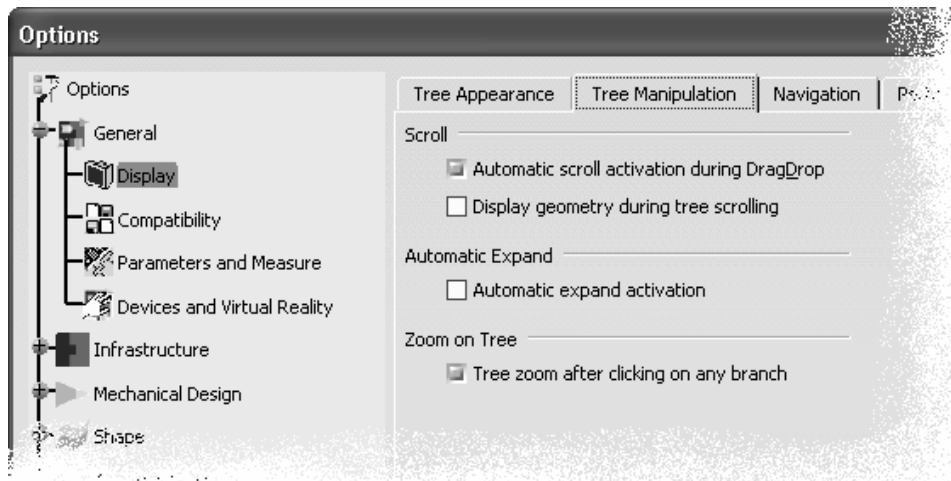 Options
Options
General
Display
Compatibility
Parameters and Measure
Devices and Virtual Reality
Infrastructure
Mechanical Design
Shape
Tree Appearance
Tree Manipulation
Navigation
Scroll
Automatic scroll activation during DragDrop
Display geometry during tree scrolling
Automatic Expand
Automatic expand activation
Zoom on Tree
Tree zoom after clicking on any branch